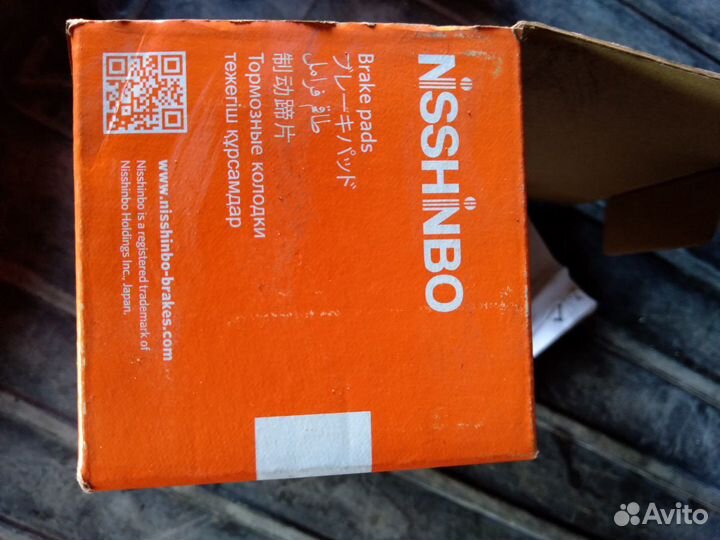 NiSSHiNBO
Brake pads
ブレーキパッド
طاقم فرامل
制动蹄片
Тормозные колодки
тежегіш құрсамдар
www.nisshinbo-brakes.com
Nisshinbo is a registered trademark of
Nisshinbo Holdings Inc., Japan.
Avito